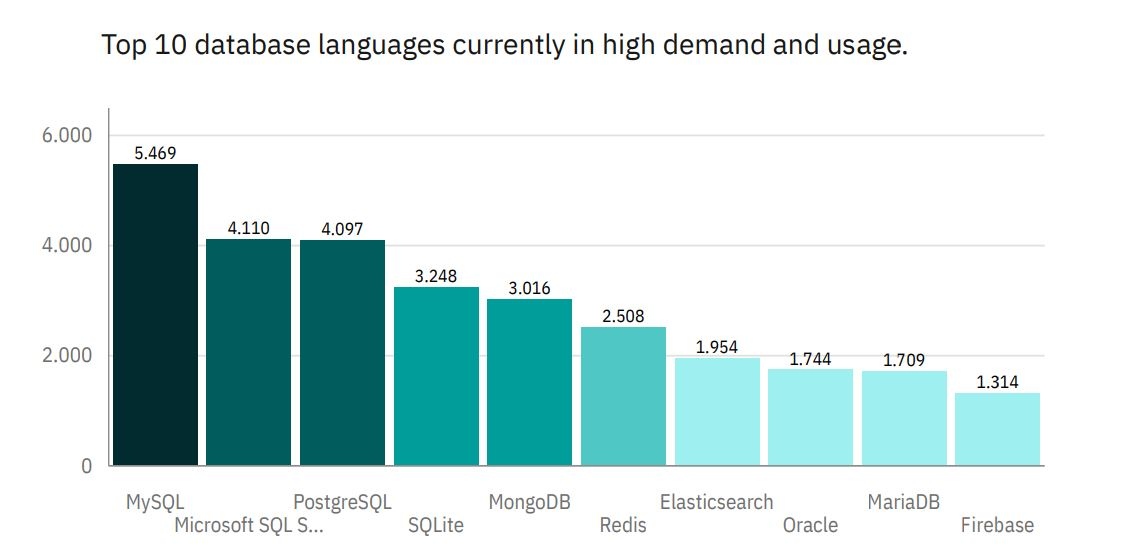 Top 10 database languages currently in high demand and usage.
6.000
4.000
2.000
0
5.469
4.110
4.097
3.248
3.016
2.508
1.954
1.744
1.709
1.314
MySQL
Microsoft SQL S...
PostgreSQL
SQLite
MongoDB
Redis
Elasticsearch
Oracle
MariaDB
Firebase